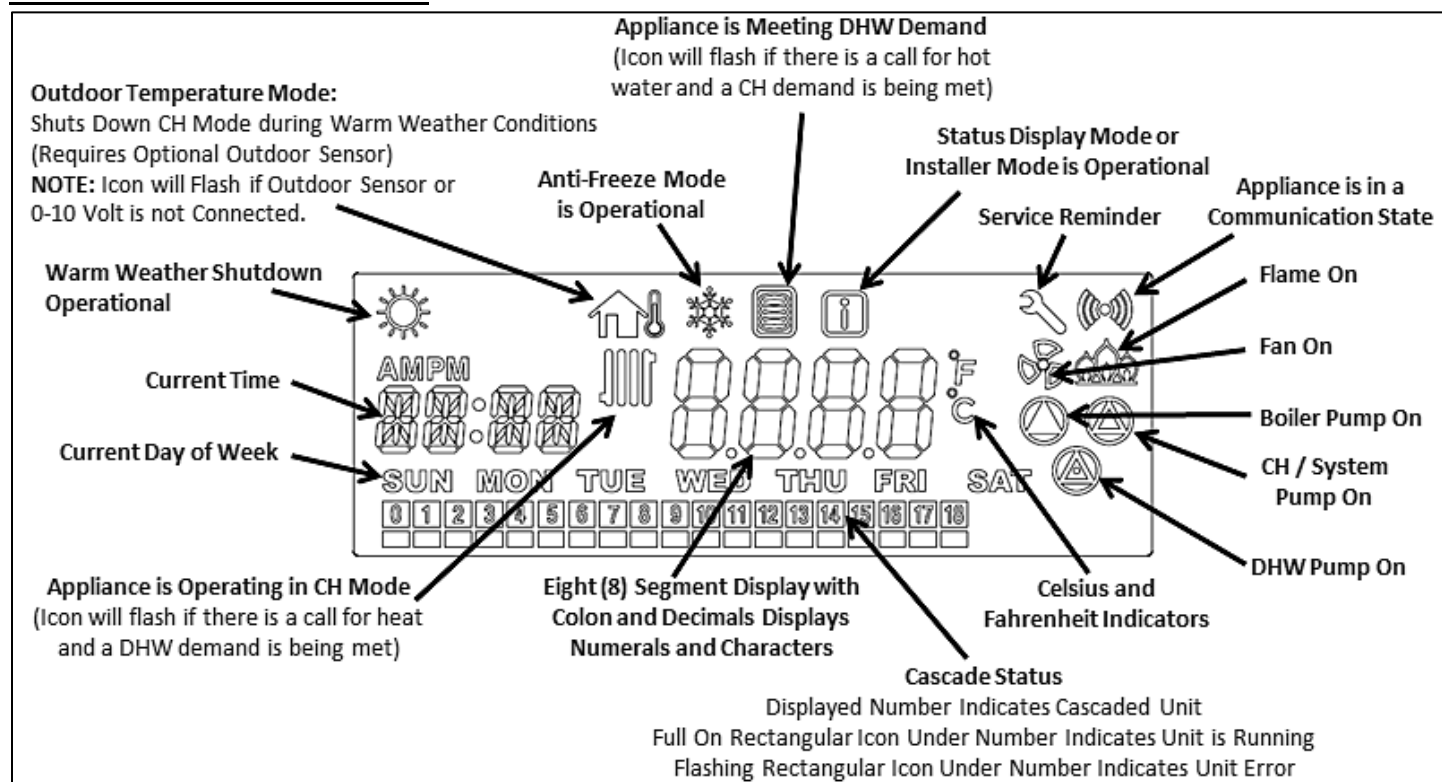 Appliance is Meeting DHW Demand
(Icon will flash if there is a call for hot
water and a CH demand is being met)
Outdoor Temperature Mode:
Shuts Down CH Mode during Warm Weather Conditions
(Requires Optional Outdoor Sensor)
NOTE: Icon will Flash if Outdoor Sensor or
0-10 Volt is not Connected.
Anti-Freeze Mode
is Operational
Status Display Mode or
Installer Mode is Operational
Service Reminder
Appliance is in a
Communication State
Warm Weather Shutdown
Operational
Flame On
Fan On
Current Time
AM PM
88:88
8.8.8.8
°F
°C
Boiler Pump On
Current Day of Week
SUN MON TUE WED THU FRI SAT
CH / System
Pump On
0 1 2 3 4 5 6 7 8 9 10 11 12 13 14 15 16 17 18
DHW Pump On
Appliance is Operating in CH Mode
(Icon will flash if there is a call for heat
and a DHW demand is being met)
Eight (8) Segment Display with
Colon and Decimals Displays
Numerals and Characters
Celsius and
Fahrenheit Indicators
Cascade Status
Displayed Number Indicates Cascaded Unit
Full On Rectangular Icon Under Number Indicates Unit is Running
Flashing Rectangular Icon Under Number Indicates Unit Error